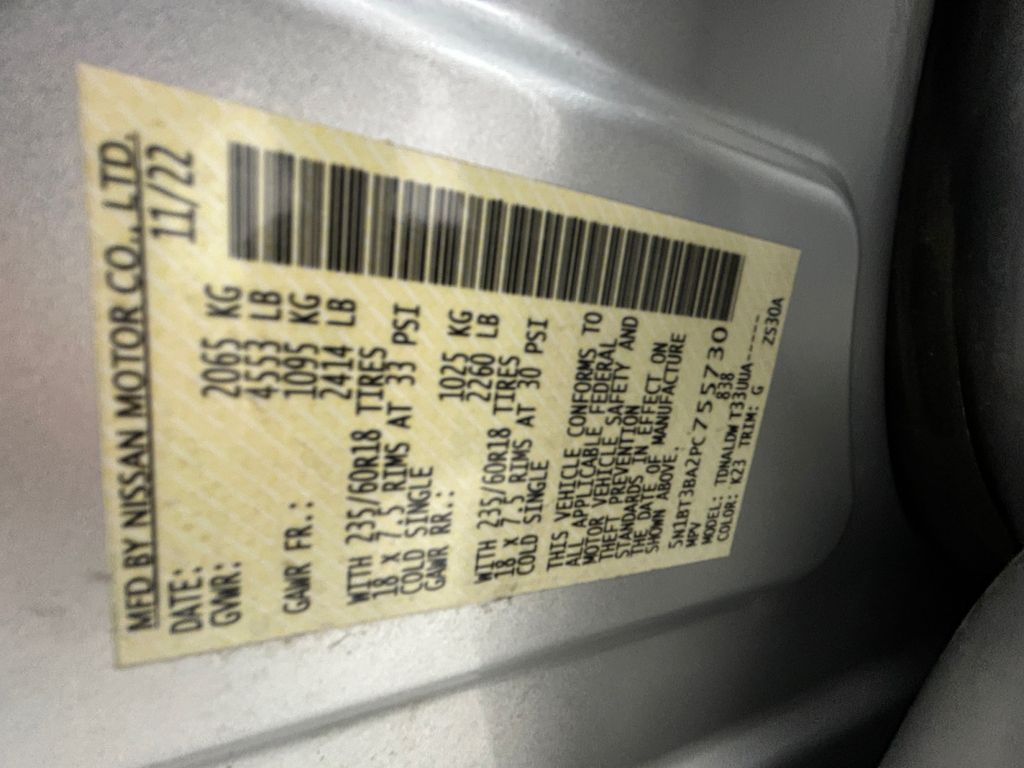 MFD BY NISSAN MOTOR CO., LTD.
DATE: 11/22
GVWR: 2065 KG
4553 LB
GAWR FR.: 1095 KG
2414 LB
WITH 235/60R18 TIRES
18 X 7.5 RIMS AT 33 PSI
COLD SINGLE
GAWR RR.: 1025 KG
2260 LB
WITH 235/60R18 TIRES
18 X 7.5 RIMS AT 30 PSI
COLD SINGLE
THIS VEHICLE CONFORMS TO
ALL APPLICABLE FEDERAL
MOTOR VEHICLE SAFETY AND
THEFT PREVENTION
STANDARDS IN EFFECT ON
THE DATE OF MANUFACTURE
SHOWN ABOVE.
5N1BT3BA2PC755730
MPV 838
MODEL: TDNALDW T33UUA-----
COLOR: K23 TRIM: G ZS30A